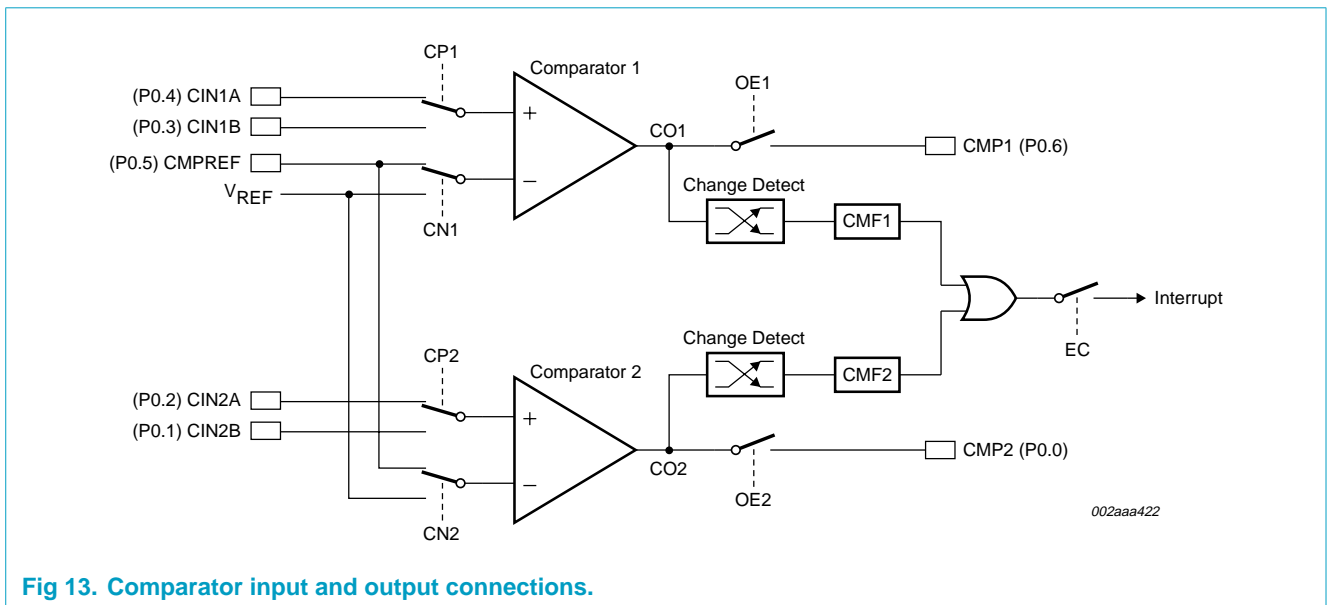 CP1
Comparator 1
OE1
(P0.4) CIN1A
+
(P0.3) CIN1B
CO1
CMP1 (P0.6)
(P0.5) CMPREF
−
Change Detect
VREF
CN1
CMF1
Interrupt
EC
CP2
Comparator 2
Change Detect
CMF2
(P0.2) CIN2A
+
(P0.1) CIN2B
CO2
CMP2 (P0.0)
−
OE2
CN2
002aaa422
Fig 13. Comparator input and output connections.